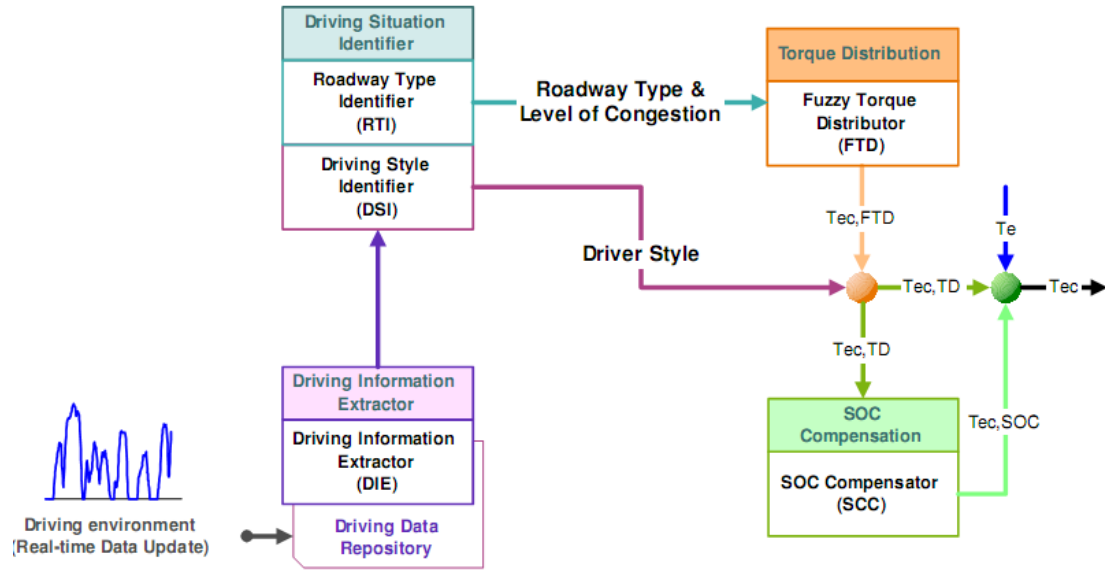 Driving Situation
Identifier
Roadway Type
Identifier
(RTI)
Driving Style
Identifier
(DSI)
Roadway Type &
Level of Congestion
Torque Distribution
Fuzzy Torque
Distributor
(FTD)
Tec,FTD
Te
Driver Style
Tec,TD
Tec
Tec,TD
Driving Information
Extractor
Driving Information
Extractor
(DIE)
Driving Data
Repository
Driving environment
(Real-time Data Update)
SOC
Compensation
SOC Compensator
(SCC)
Tec,SOC